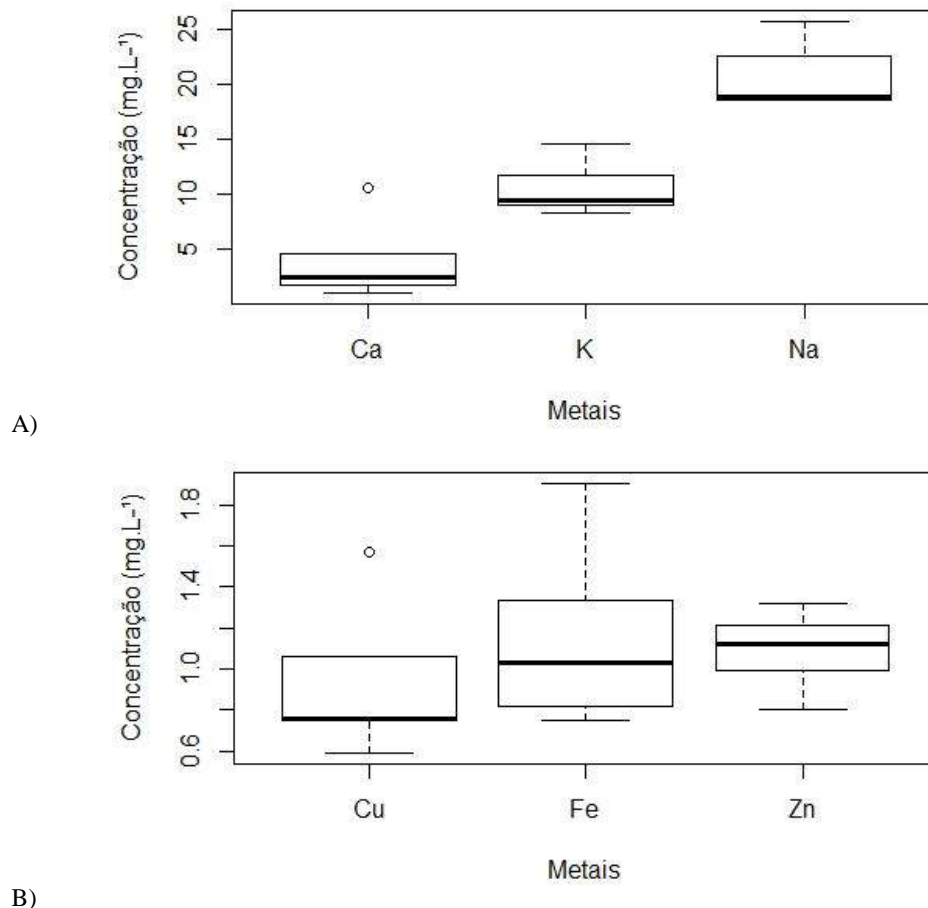 Concentração (mg.L-¹)
25
20
15
10
5
Ca K Na
Metais
A)
Concentração (mg.L-¹)
1.8
1.4
1.0
0.6
Cu Fe Zn
Metais
B)